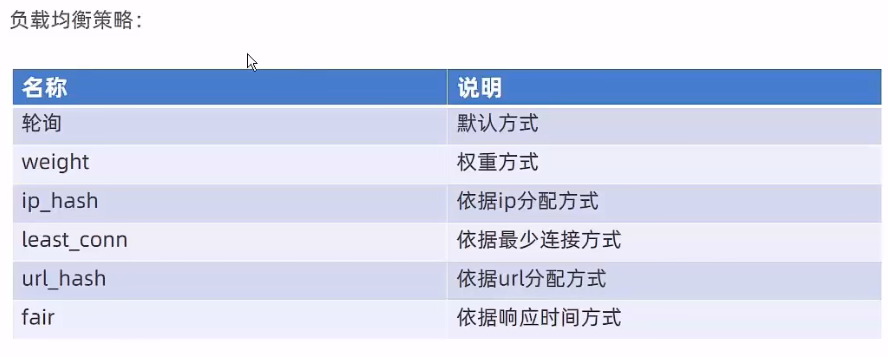 负载均衡策略：
名称 说明
轮询 默认方式
weight 权重方式
ip_hash 依据ip分配方式
least_conn 依据最少连接方式
url_hash 依据url分配方式
fair 依据响应时间方式